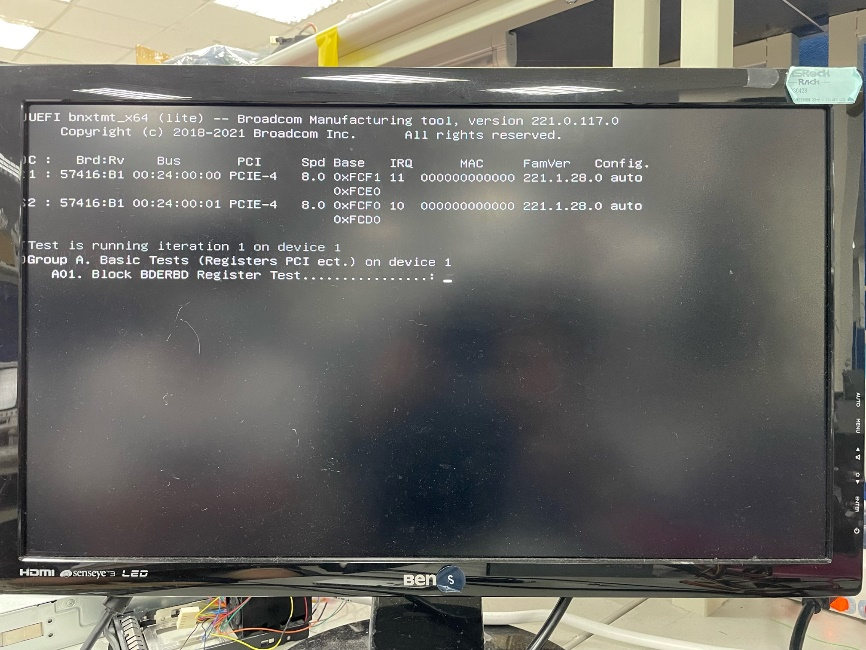 UEFI bnxtmt_x64 (lite) -- Broadcom Manufacturing tool, version 221.0.117.0
Copyright (c) 2018-2021 Broadcom Inc. All rights reserved.
C : Brd:Rv Bus PCI Spd Base IRQ MAC FamVer Config.
1 : 57416:B1 00:24:00:00 PCIE-4 8.0 0xFCF1 11 000000000000 221.1.28.0 auto
0xFCE0
2 : 57416:B1 00:24:00:01 PCIE-4 8.0 0xFCF0 10 000000000000 221.1.28.0 auto
0xFCD0
Test is running iteration 1 on device 1
Group A. Basic Tests (Registers PCI ect.) on device 1
A01. Block BDERBD Register Test................: _
HDMI senseye 3 LED
Ben S
Rack
AUTO
MENU
ENTER